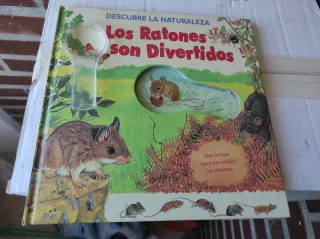 DESCUBRE LA NATURALEZA
Los Ratones
son Divertidos
Usa la lupa
para ver mejor
los ratones